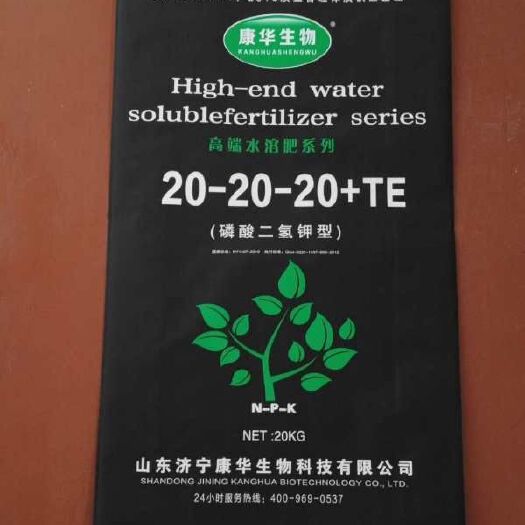 康华生物
KANGHUASHENGWU
®
High-end water
solublefertilizer series
高端水溶肥系列
20-20-20+TE
(磷酸二氢钾型)
N-P-K
NET :20KG
山东济宁康华生物科技有限公司
SHANDONG JINING KANGHUA BIOTECHNOLOGY CO., LTD.
24小时服务热线: 400-969-0537